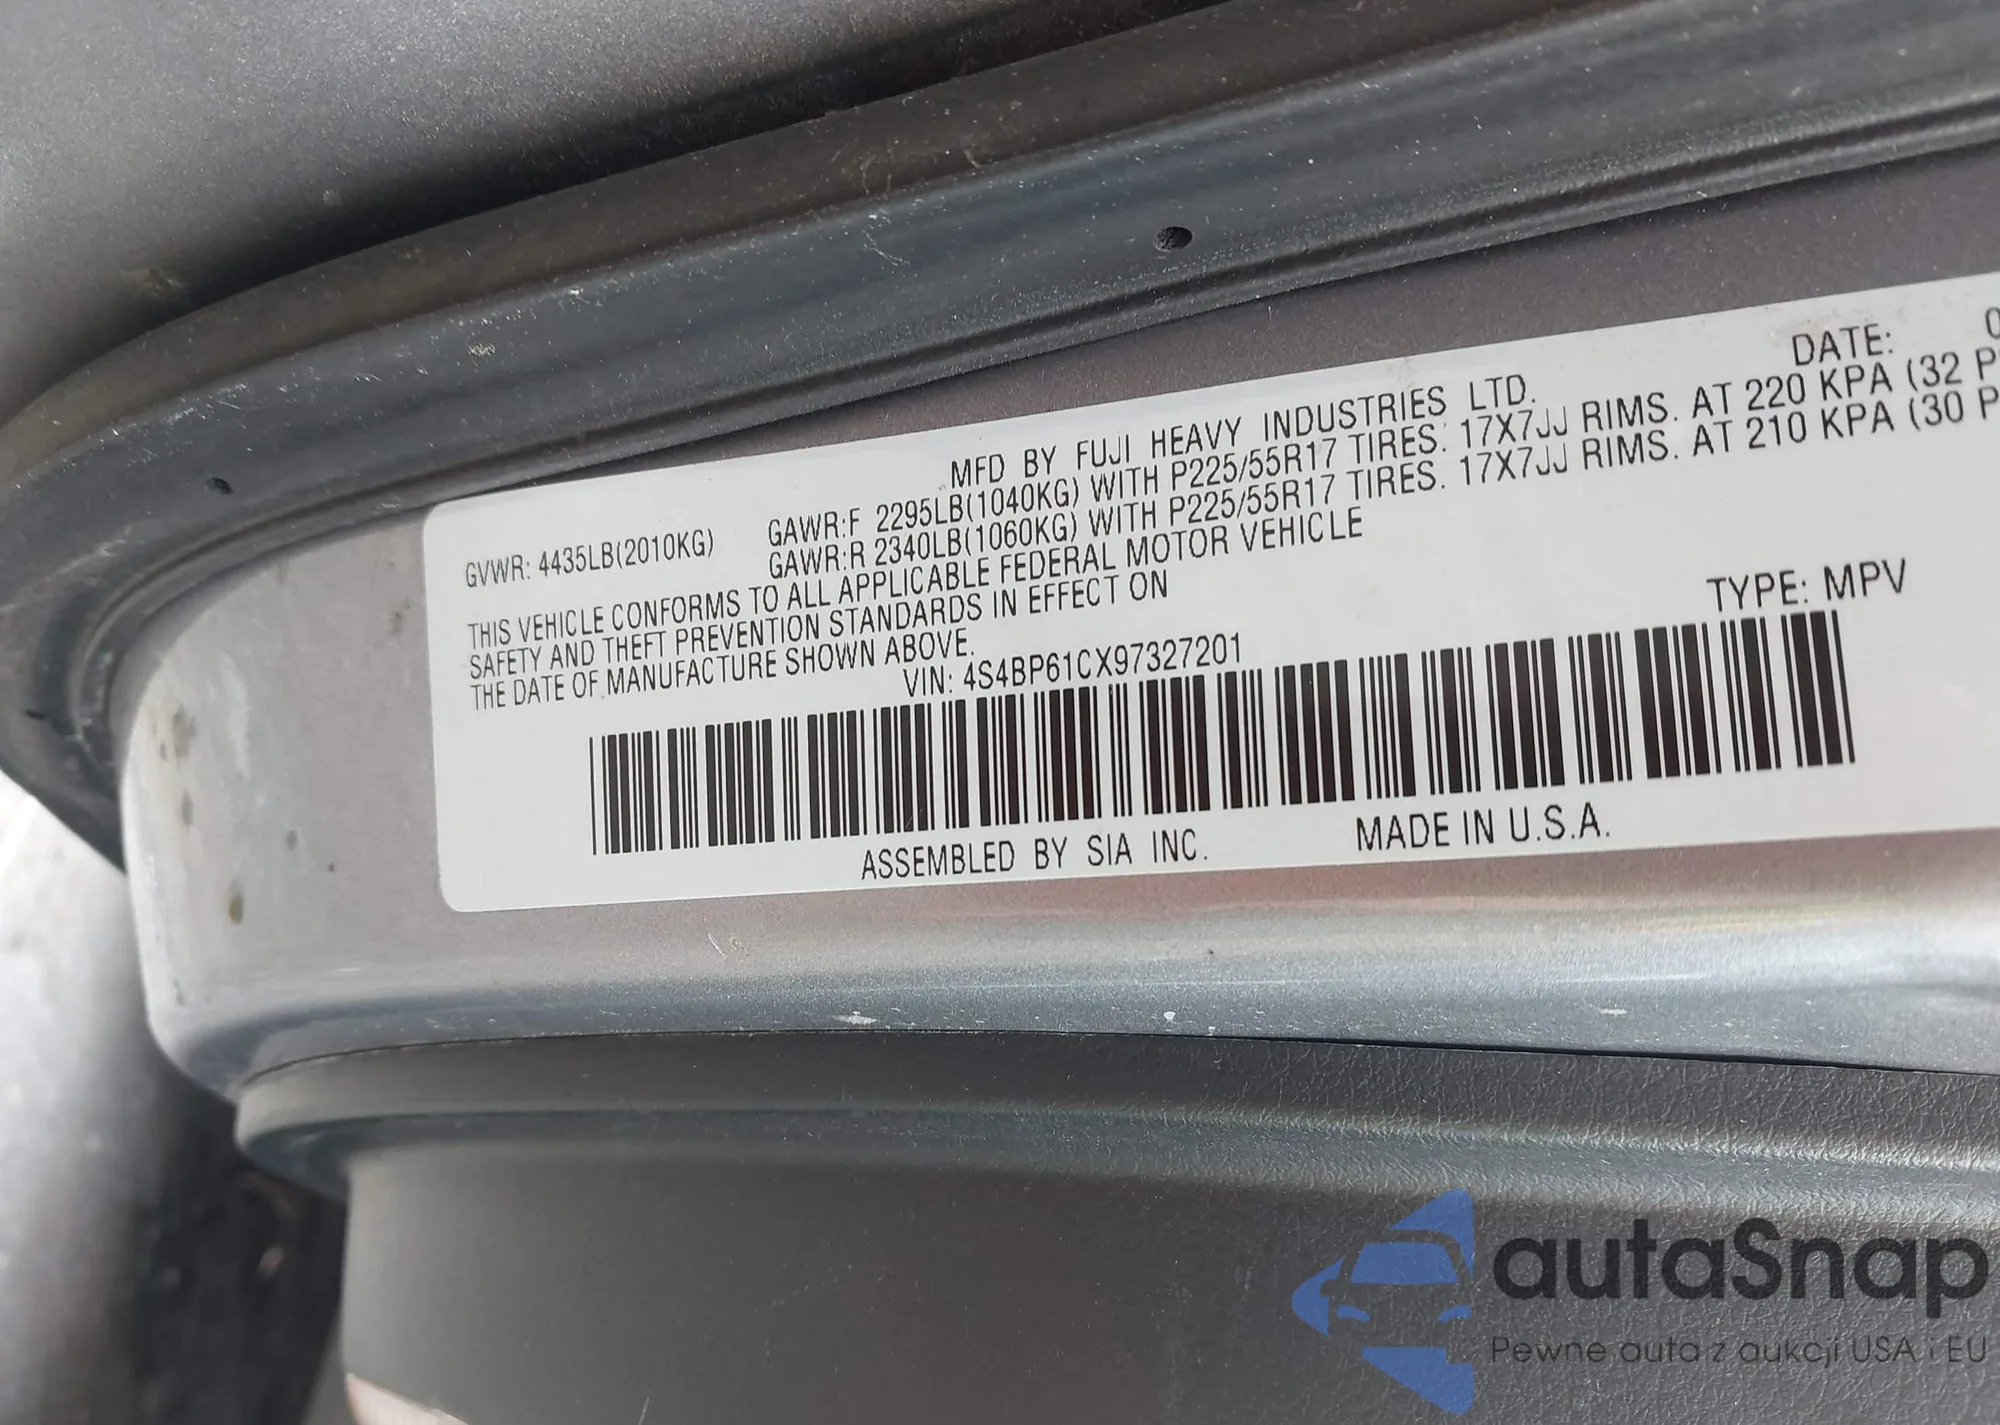 DATE:
MFD BY FUJI HEAVY INDUSTRIES LTD.
GVWR: 4435LB(2010KG)
GAWR:F 2295LB(1040KG) WITH P225/55R17 TIRES. 17X7JJ RIMS. AT 220 KPA (32 P
GAWR:R 2340LB(1060KG) WITH P225/55R17 TIRES. 17X7JJ RIMS. AT 210 KPA (30 P
THIS VEHICLE CONFORMS TO ALL APPLICABLE FEDERAL MOTOR VEHICLE
SAFETY AND THEFT PREVENTION STANDARDS IN EFFECT ON
THE DATE OF MANUFACTURE SHOWN ABOVE.
VIN: 4S4BP61CX97327201
TYPE: MPV
ASSEMBLED BY SIA INC.
MADE IN U.S.A.
autaSnap
Pewne auta z aukcji USA i EU